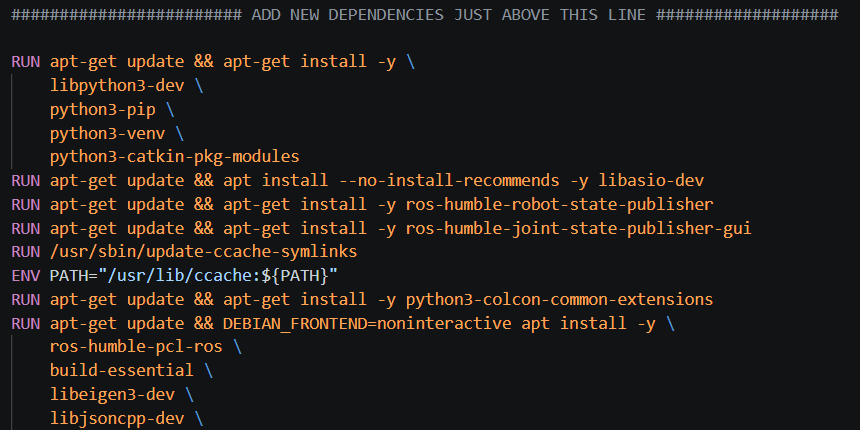 ######################## ADD NEW DEPENDENCIES JUST ABOVE THIS LINE ###################
RUN apt-get update && apt-get install -y \
    libpython3-dev \
    python3-pip \
    python3-venv \
    python3-catkin-pkg-modules
RUN apt-get update && apt install --no-install-recommends -y libasio-dev
RUN apt-get update && apt-get install -y ros-humble-robot-state-publisher
RUN apt-get update && apt-get install -y ros-humble-joint-state-publisher-gui
RUN /usr/sbin/update-ccache-symlinks
ENV PATH="/usr/lib/ccache:${PATH}"
RUN apt-get update && apt-get install -y python3-colcon-common-extensions
RUN apt-get update && DEBIAN_FRONTEND=noninteractive apt install -y \
    ros-humble-pcl-ros \
    build-essential \
    libeigen3-dev \
    libjsoncpp-dev \